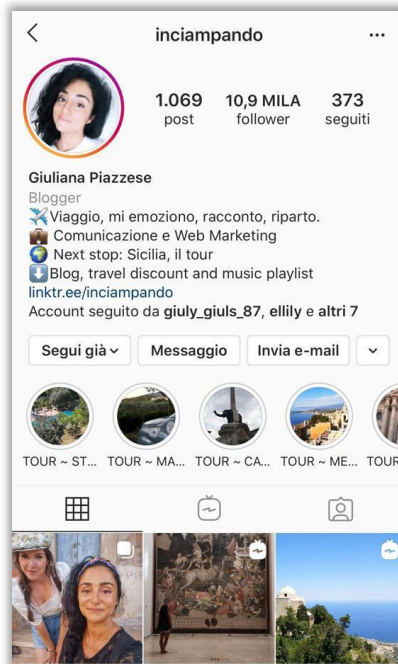 inciampando
1.069 10,9 MILA 373
post follower seguiti
Giuliana Piazzese
Blogger
✈️Viaggio, mi emoziono, racconto, riparto.
💼 Comunicazione e Web Marketing
🌍 Next stop: Sicilia, il tour
⬇️Blog, travel discount and music playlist
linktr.ee/inciampando
Account seguito da giuly_giuls_87, ellily e altri 7
Segui già Messaggio Invia e-mail
TOUR ~ ST... TOUR ~ MA... TOUR ~ CA... TOUR ~ ME... TOUR